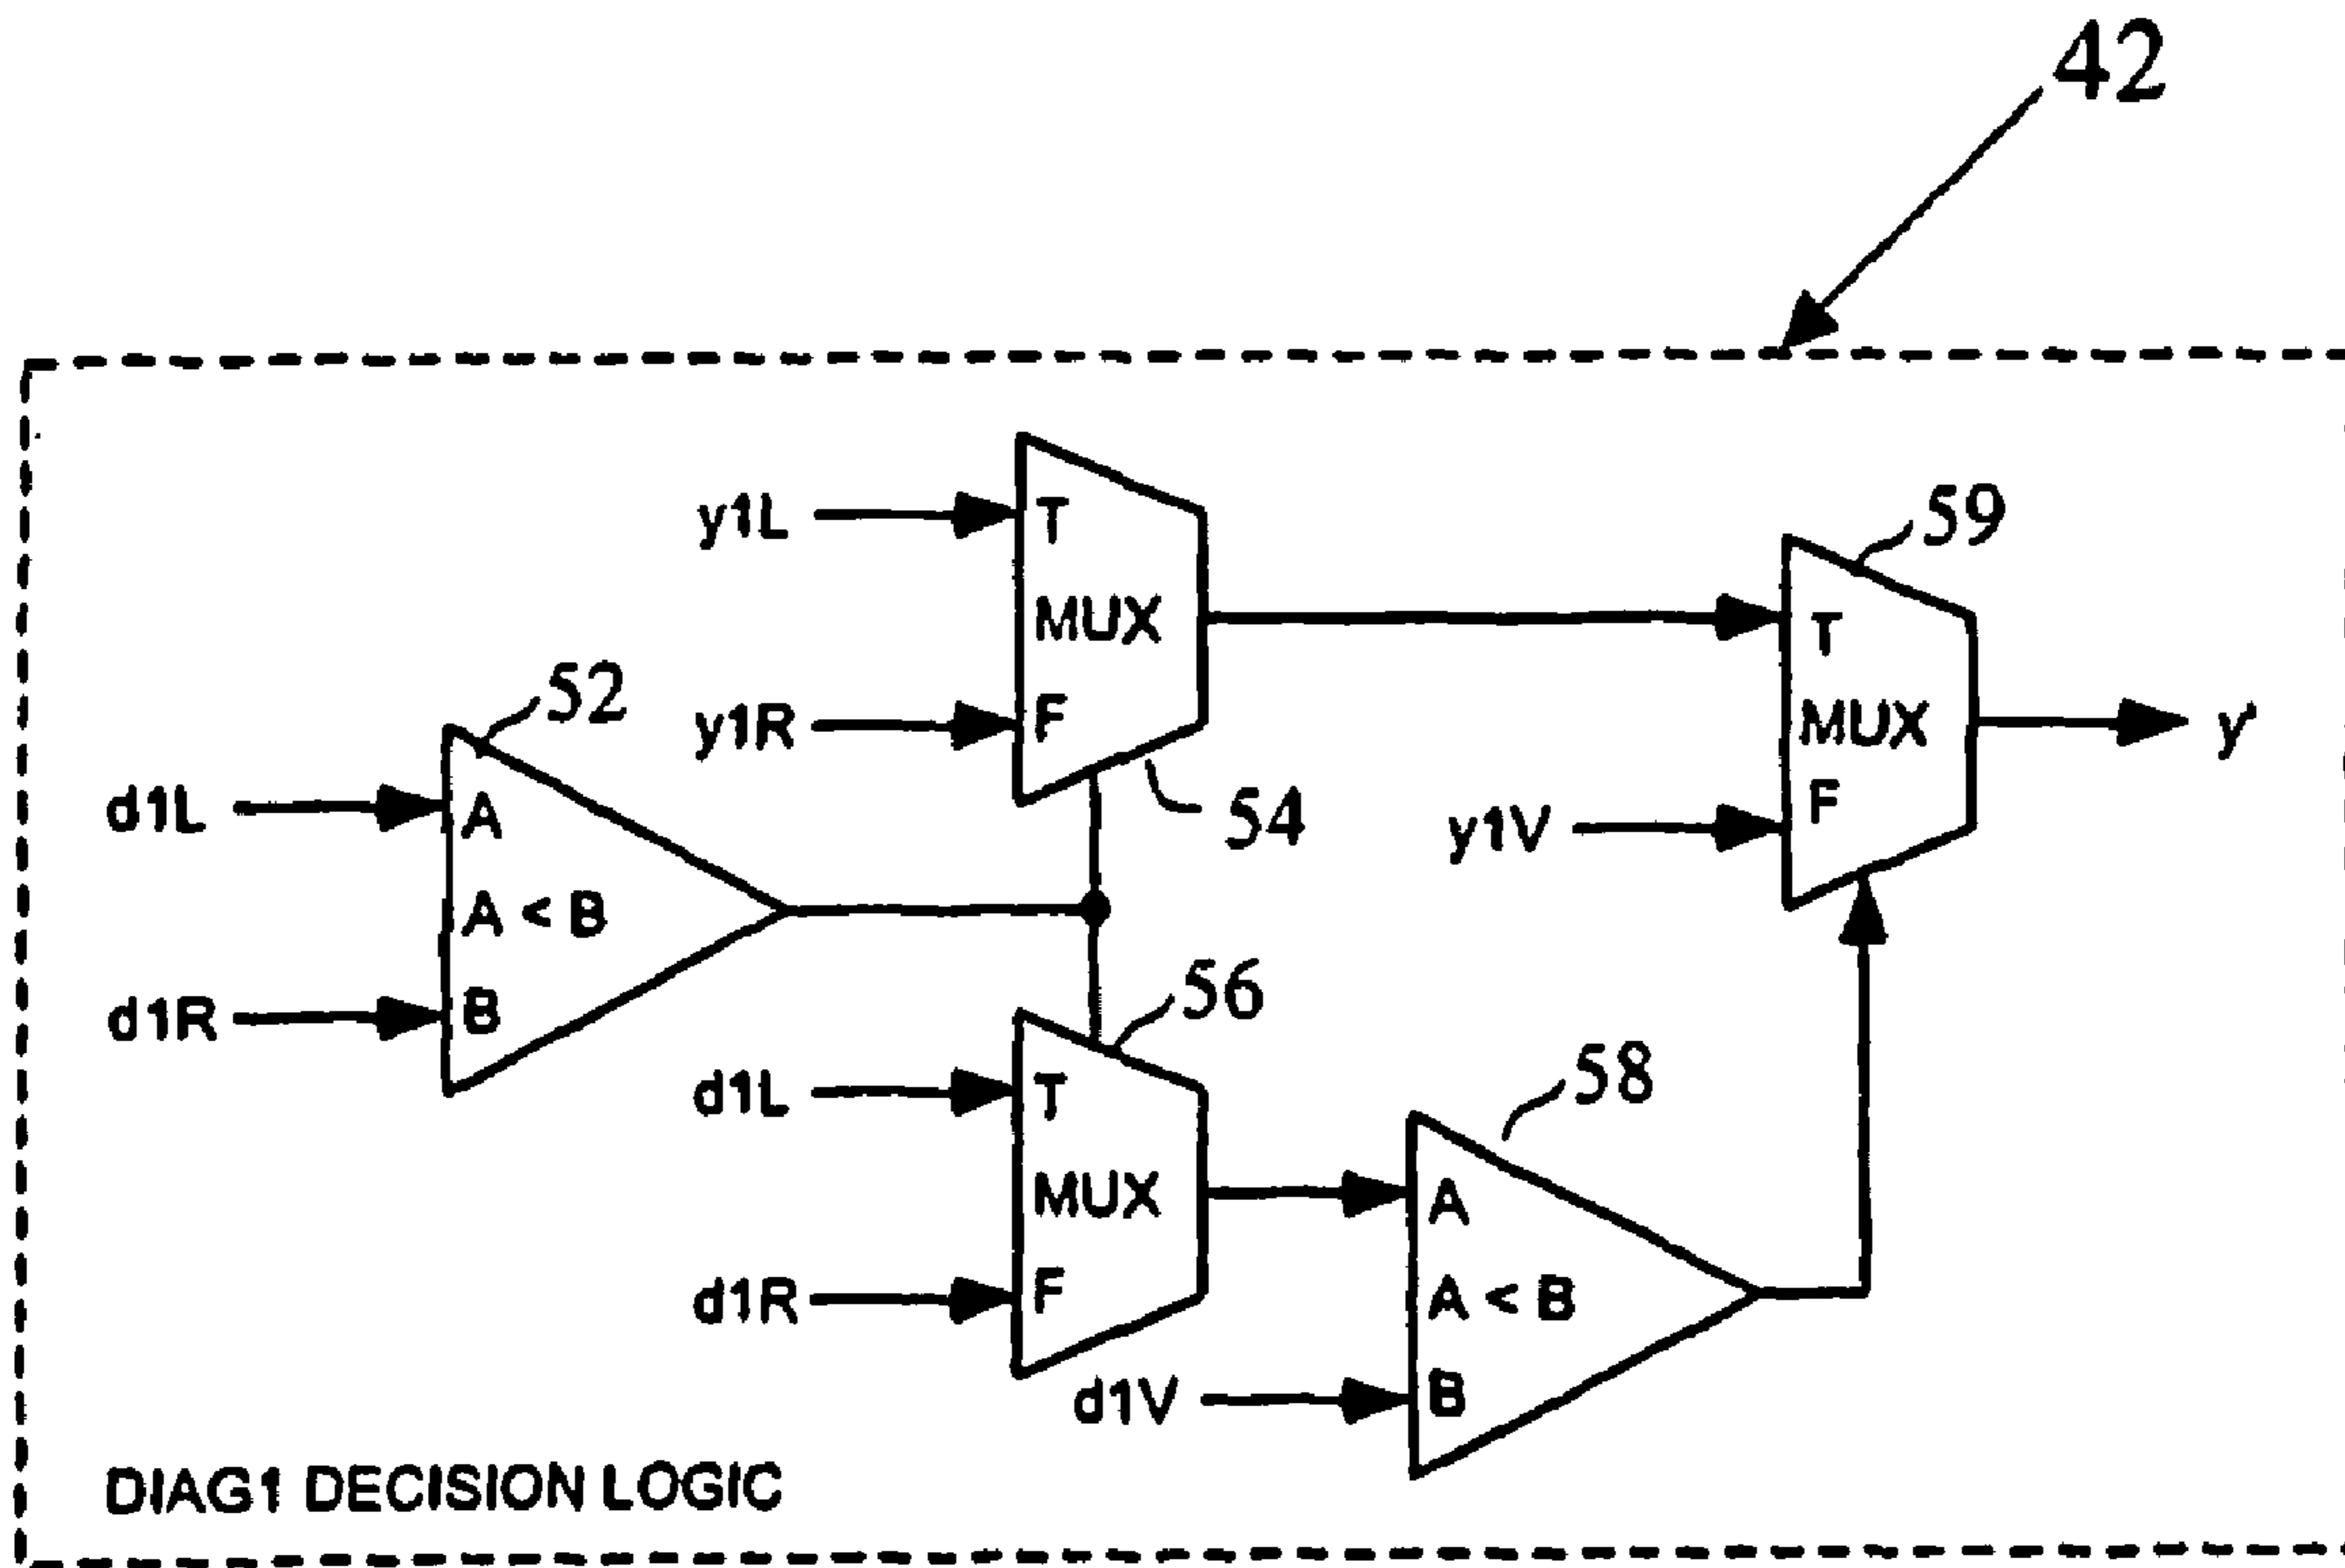 42
y1L
T
MUX
y1R
F
54
59
T
MUX
y1V
F
y
52
d1L
A
A < B
d1R
B
56
d1L
T
MUX
d1R
F
58
A
A < B
d1V
B
DIAG1 DECISION LOGIC